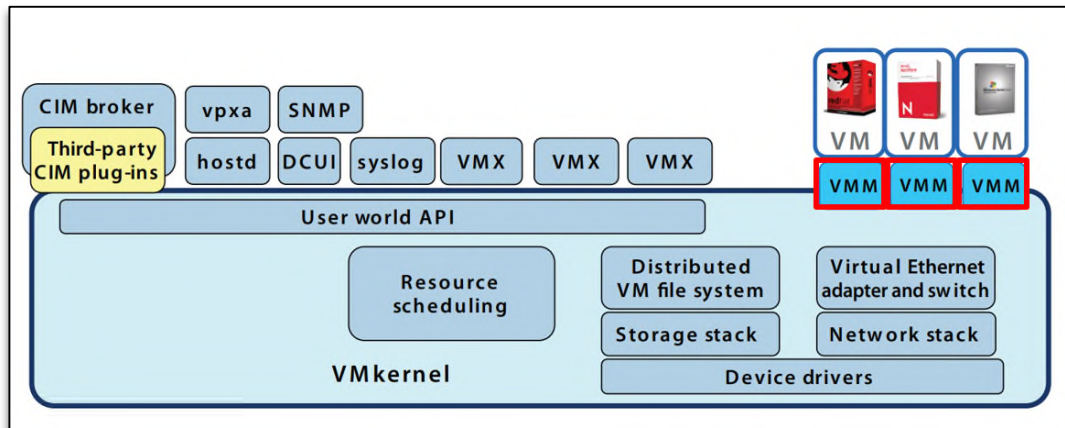 CIM broker
Third-party
CIM plug-ins
vpxa
SNMP
hostd
DCUI
syslog
VMX
VMX
VMX
VM
VM
VM
VMM
VMM
VMM
User world API
Resource
scheduling
Distributed
VM file system
Virtual Ethernet
adapter and switch
Storage stack
Network stack
VMkernel
Device drivers
N